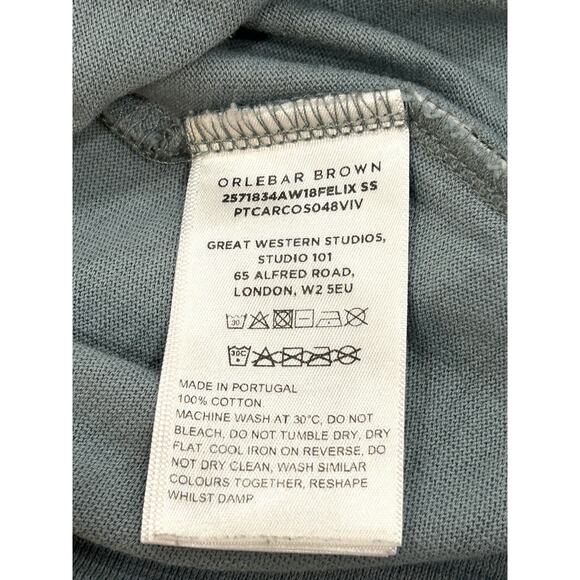 ORLEBAR BROWN
2571834AW18FELIX SS
PTCARCOS048VIV
GREAT WESTERN STUDIOS,
STUDIO 101
65 ALFRED ROAD,
LONDON, W2 5EU
30
30C
MADE IN PORTUGAL
100% COTTON
MACHINE WASH AT 30°C, DO NOT
BLEACH, DO NOT TUMBLE DRY, DRY
FLAT, COOL IRON ON REVERSE, DO
NOT DRY CLEAN, WASH SIMILAR
COLOURS TOGETHER, RESHAPE
WHILST DAMP